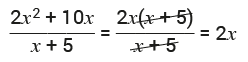 (2x² + 10x)/(x + 5) = (2x(x + 5))/(x + 5) = 2x